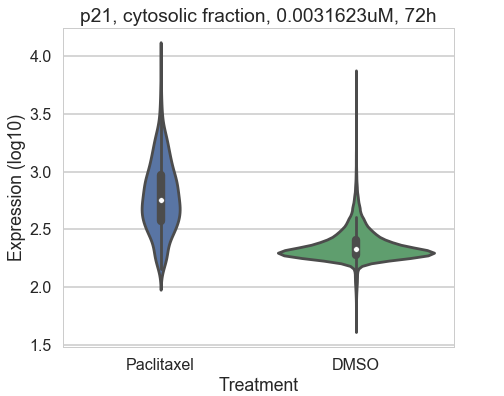 p21, cytosolic fraction, 0.0031623uM, 72h
Expression (log10)
4.0
3.5
3.0
2.5
2.0
1.5
Paclitaxel DMSO
Treatment